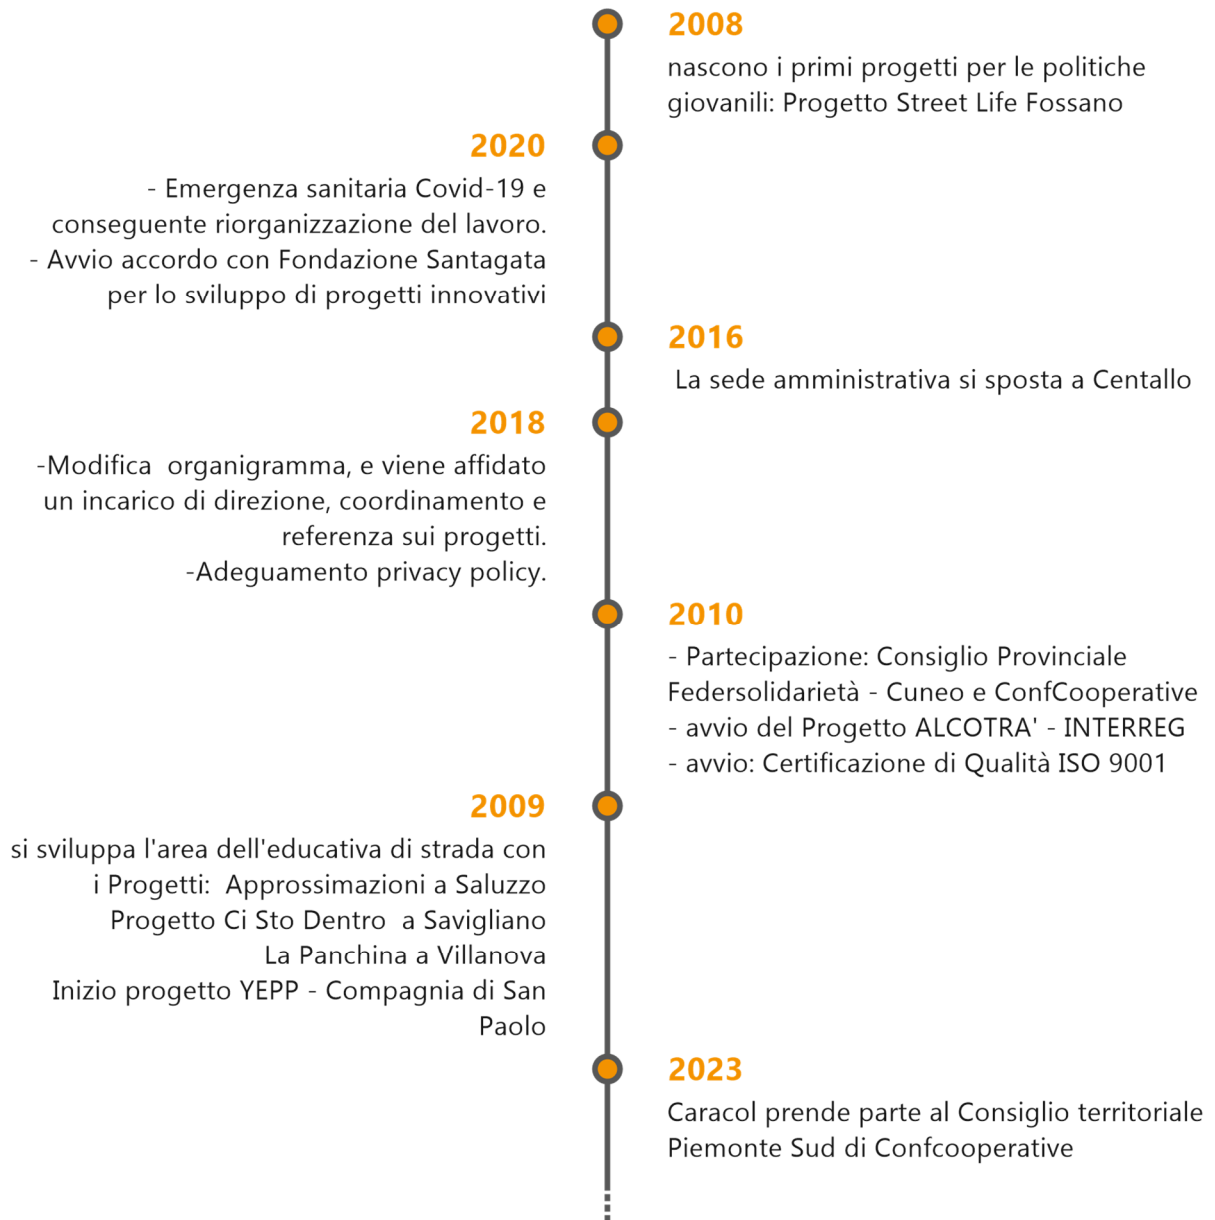 2008
nascono i primi progetti per le politiche
giovanili: Progetto Street Life Fossano
2020
- Emergenza sanitaria Covid-19 e
conseguente riorganizzazione del lavoro.
- Avvio accordo con Fondazione Santagata
per lo sviluppo di progetti innovativi
2016
La sede amministrativa si sposta a Centallo
2018
-Modifica  organigramma, e viene affidato
un incarico di direzione, coordinamento e
referenza sui progetti.
-Adeguamento privacy policy.
2010
- Partecipazione: Consiglio Provinciale
Federsolidarietà - Cuneo e ConfCooperative
- avvio del Progetto ALCOTRA' - INTERREG
- avvio: Certificazione di Qualità ISO 9001
2009
si sviluppa l'area dell'educativa di strada con
i Progetti:  Approssimazioni a Saluzzo
Progetto Ci Sto Dentro  a Savigliano
La Panchina a Villanova
Inizio progetto YEPP - Compagnia di San
Paolo
2023
Caracol prende parte al Consiglio territoriale
Piemonte Sud di Confcooperative